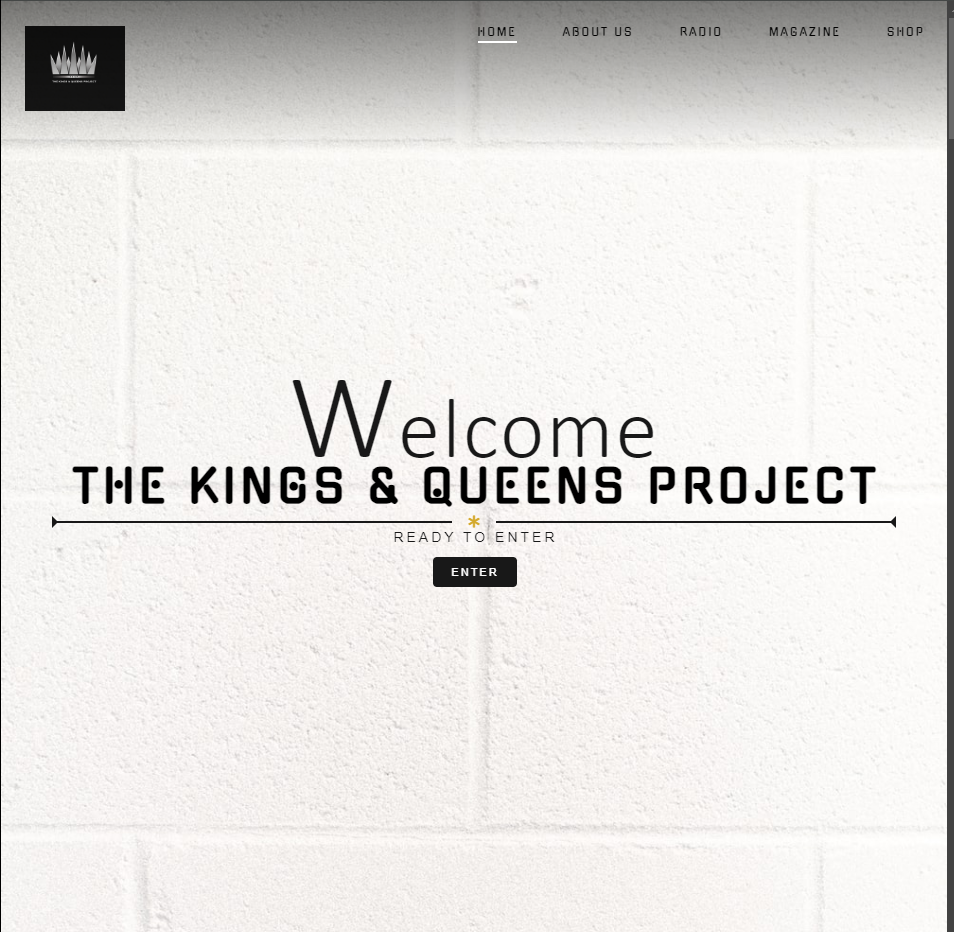 HOME ABOUT US RADIO MAGAZINE SHOP
THE KINGS & QUEENS PROJECT
Welcome
THE KINGS & QUEENS PROJECT
READY TO ENTER
ENTER